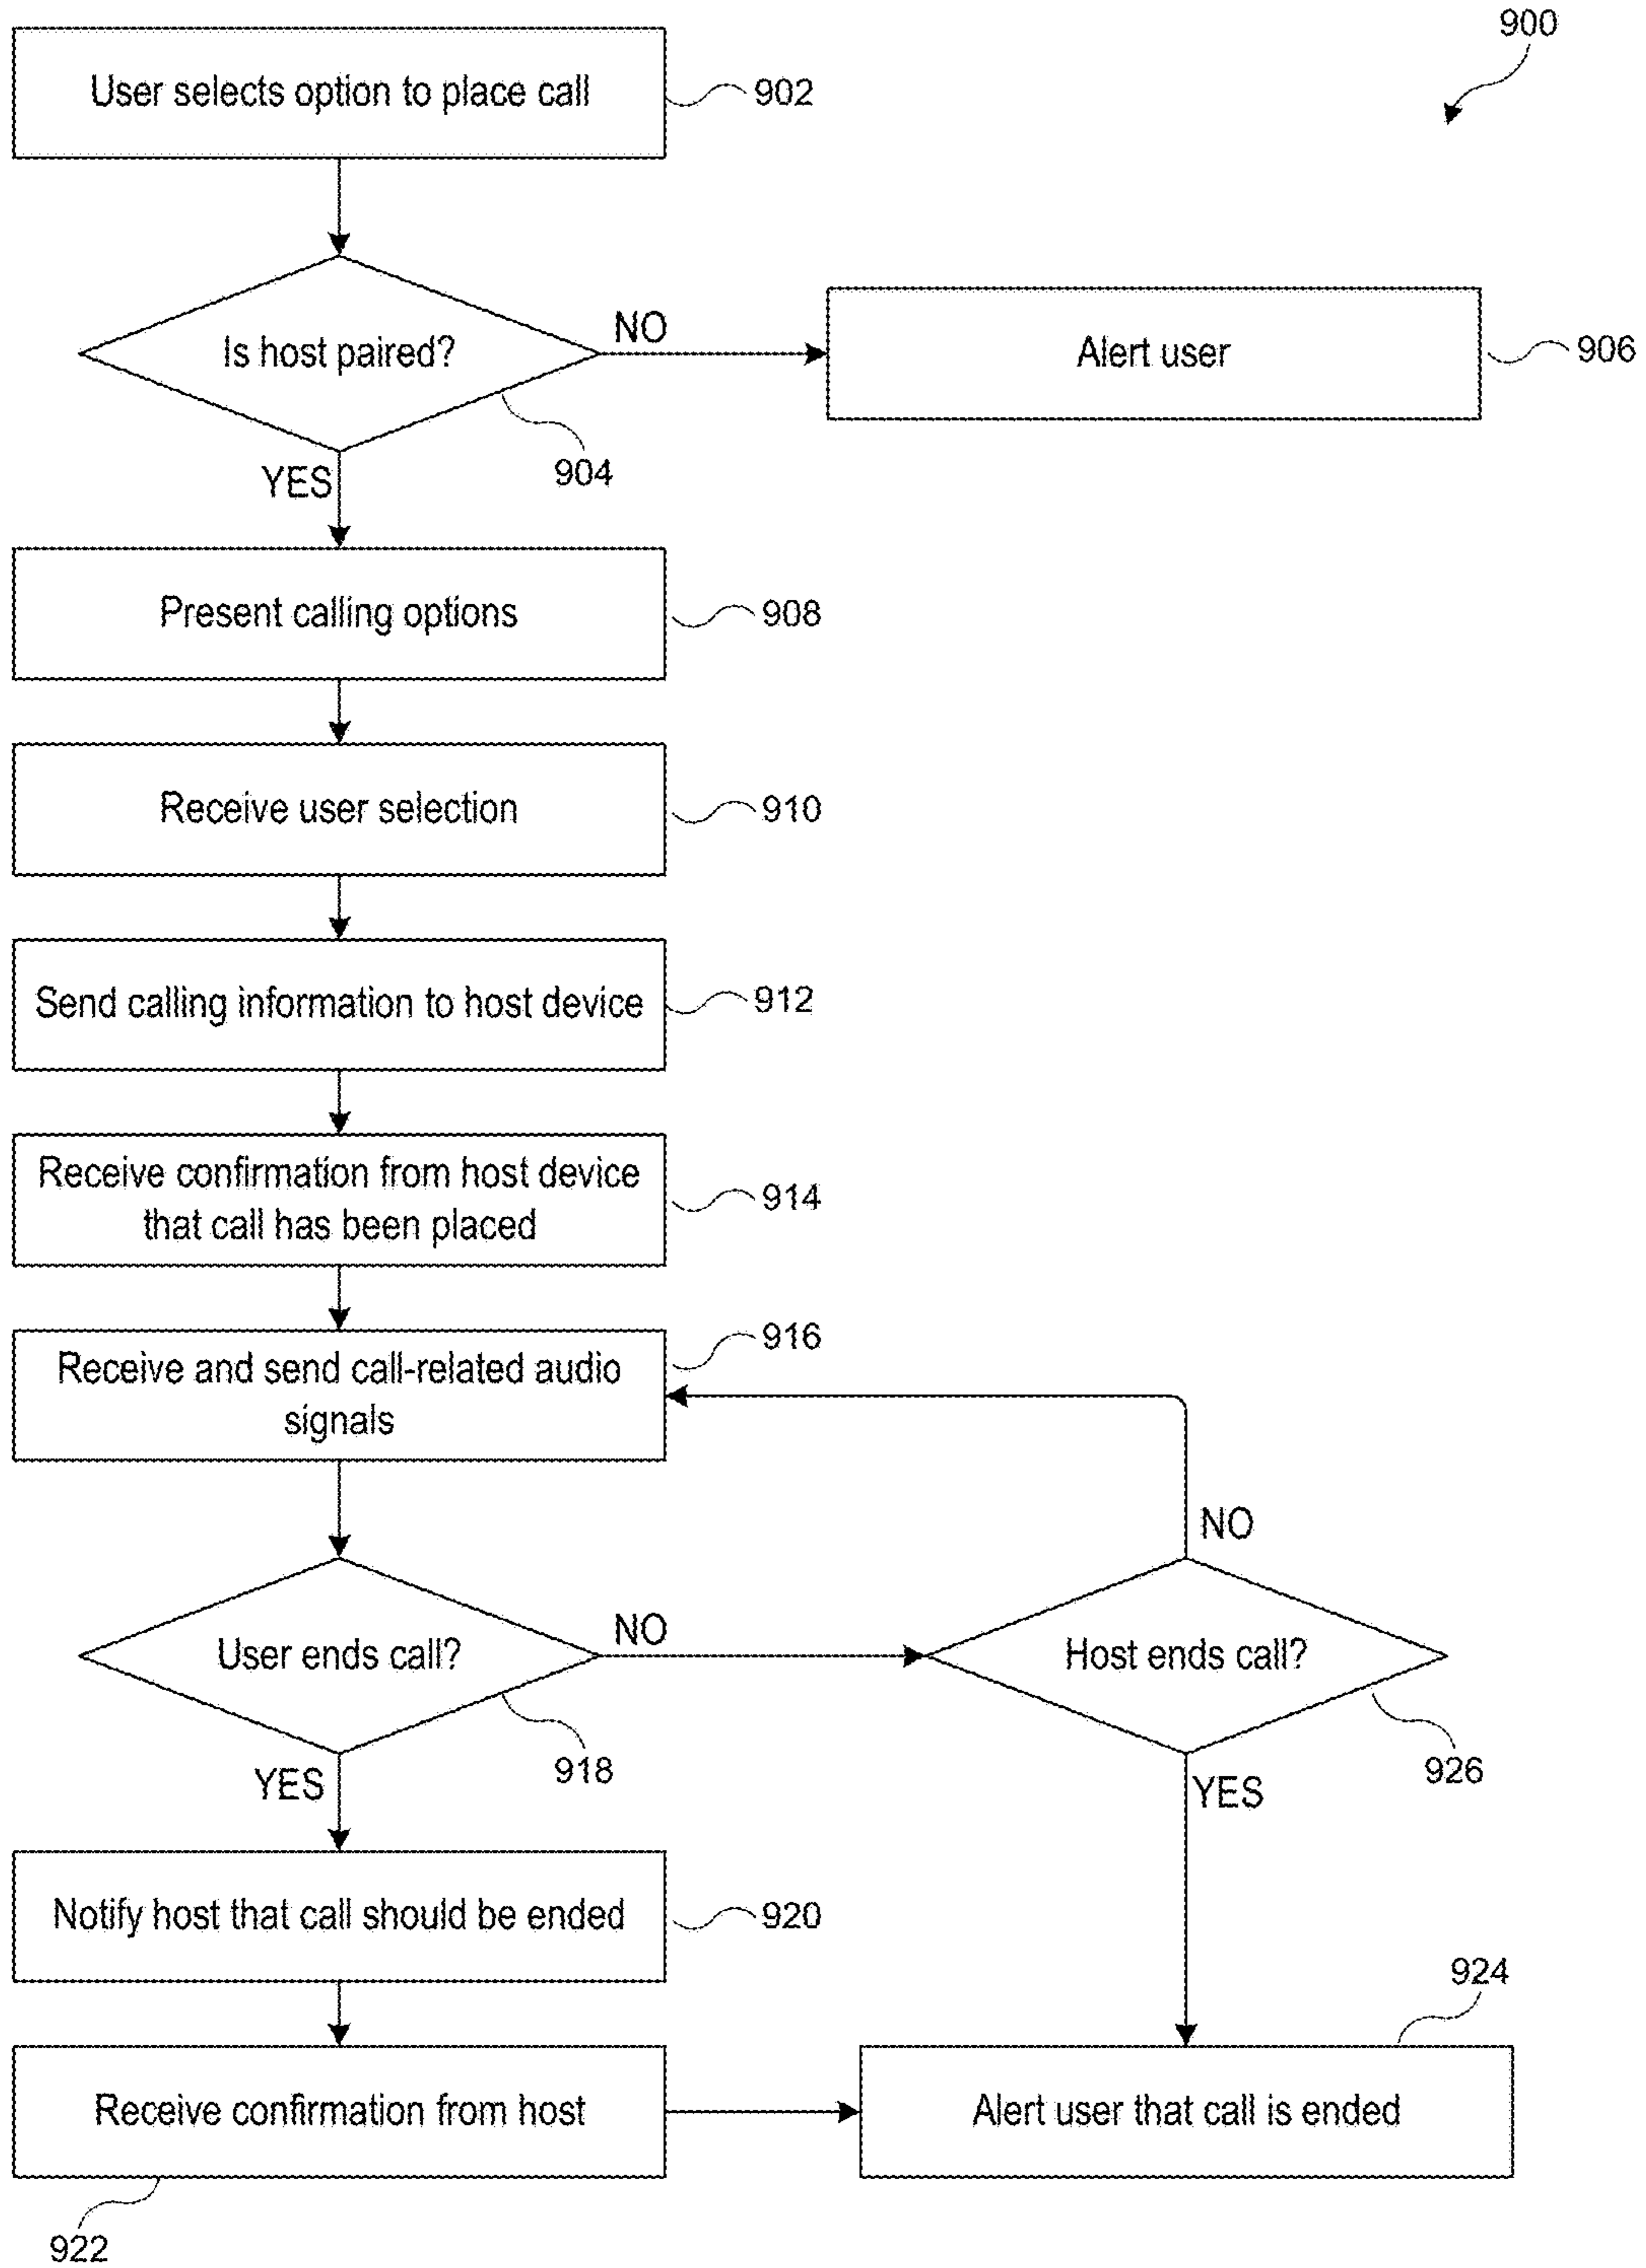 900
User selects option to place call
902
Is host paired?
NO
Alert user
906
904
YES
Present calling options
908
Receive user selection
910
Send calling information to host device
912
Receive confirmation from host device
that call has been placed
914
916
Receive and send call-related audio
signals
NO
User ends call?
NO
Host ends call?
918
926
YES
YES
Notify host that call should be ended
920
924
Receive confirmation from host
Alert user that call is ended
922